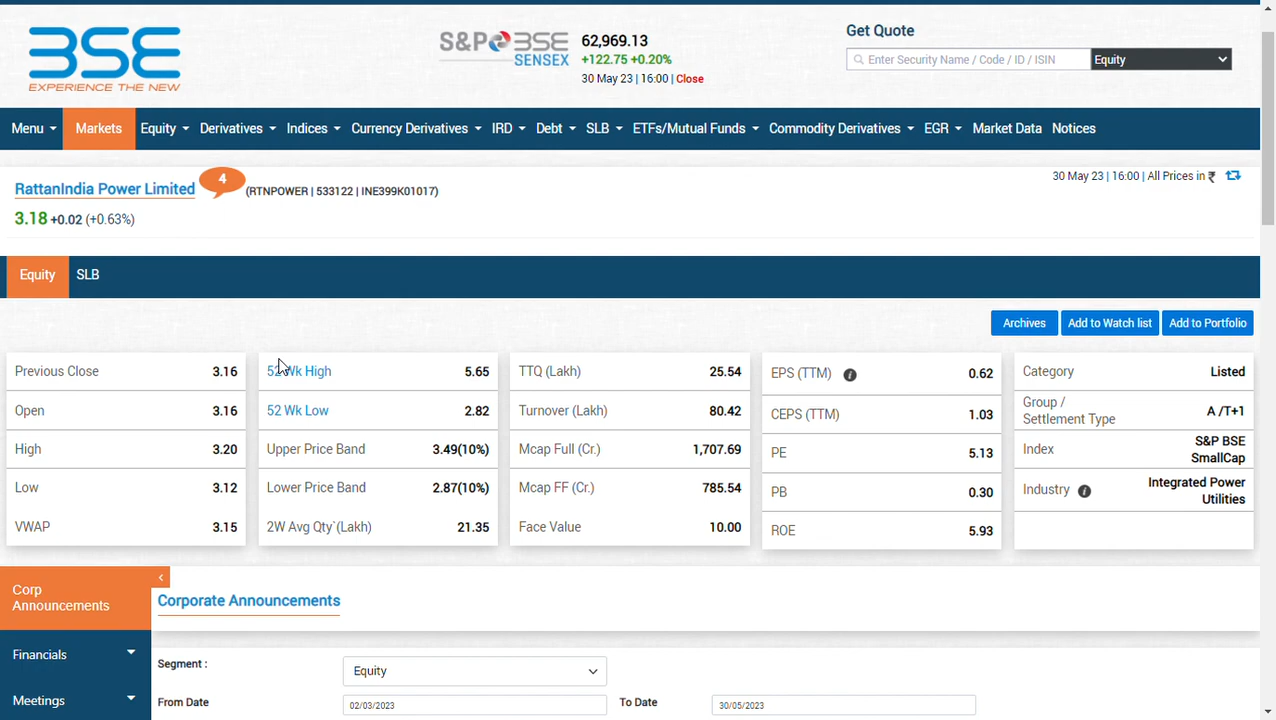 BSE
EXPERIENCE THE NEW
S&P BSE SENSEX
62,969.13
+122.75 +0.20%
30 May 23 | 16:00 | Close
Get Quote
Enter Security Name / Code / ID / ISIN
Equity
Menu Markets Equity Derivatives Indices Currency Derivatives IRD Debt SLB ETFs/Mutual Funds Commodity Derivatives EGR Market Data Notices
RattanIndia Power Limited 4 (RTNPOWER | 533122 | INE399K01017)
30 May 23 | 16:00 | All Prices in ₹
3.18 +0.02 (+0.63%)
Equity SLB
Archives Add to Watch list Add to Portfolio
Previous Close 3.16
Open 3.16
High 3.20
Low 3.12
VWAP 3.15
52 Wk High 5.65
52 Wk Low 2.82
Upper Price Band 3.49(10%)
Lower Price Band 2.87(10%)
2W Avg Qty`(Lakh) 21.35
TTQ (Lakh) 25.54
Turnover (Lakh) 80.42
Mcap Full (Cr.) 1,707.69
Mcap FF (Cr.) 785.54
Face Value 10.00
EPS (TTM) 0.62
CEPS (TTM) 1.03
PE 5.13
PB 0.30
ROE 5.93
Category Listed
Group /
Settlement Type
A /T+1
Index
S&P BSE
SmallCap
Industry
Integrated Power
Utilities
Corp
Announcements
Financials
Meetings
Corporate Announcements
Segment :
Equity
From Date 02/03/2023 To Date 30/05/2023